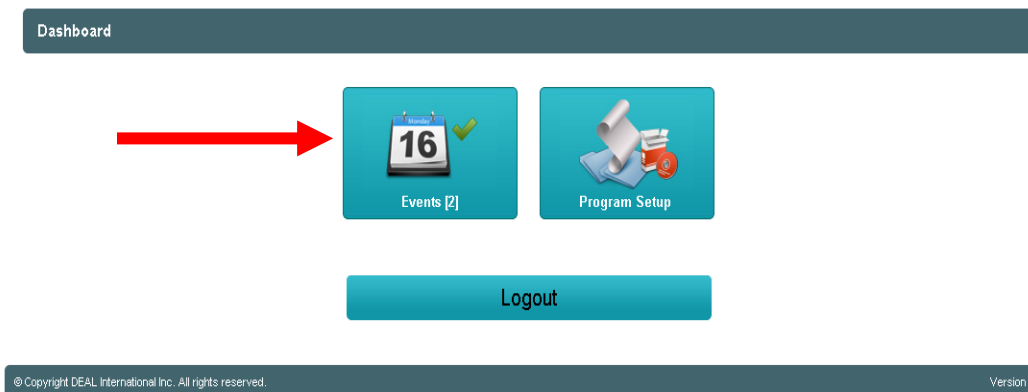 Dashboard
Monday
16
Events [2]
Program Setup
Logout
© Copyright DEAL International Inc. All rights reserved.
Version